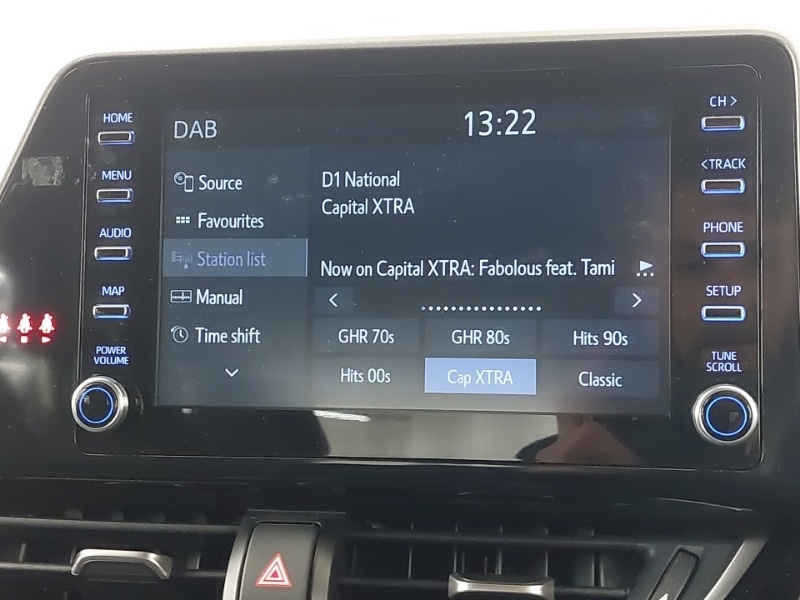 HOME
MENU
AUDIO
MAP
POWER
VOLUME
DAB
13:22
Source
Favourites
Station list
Manual
Time shift
D1 National
Capital XTRA
Now on Capital XTRA: Fabolous feat. Tami
GHR 70s
GHR 80s
Hits 90s
Hits 00s
Cap XTRA
Classic
CH >
< TRACK
PHONE
SETUP
TUNE
SCROLL